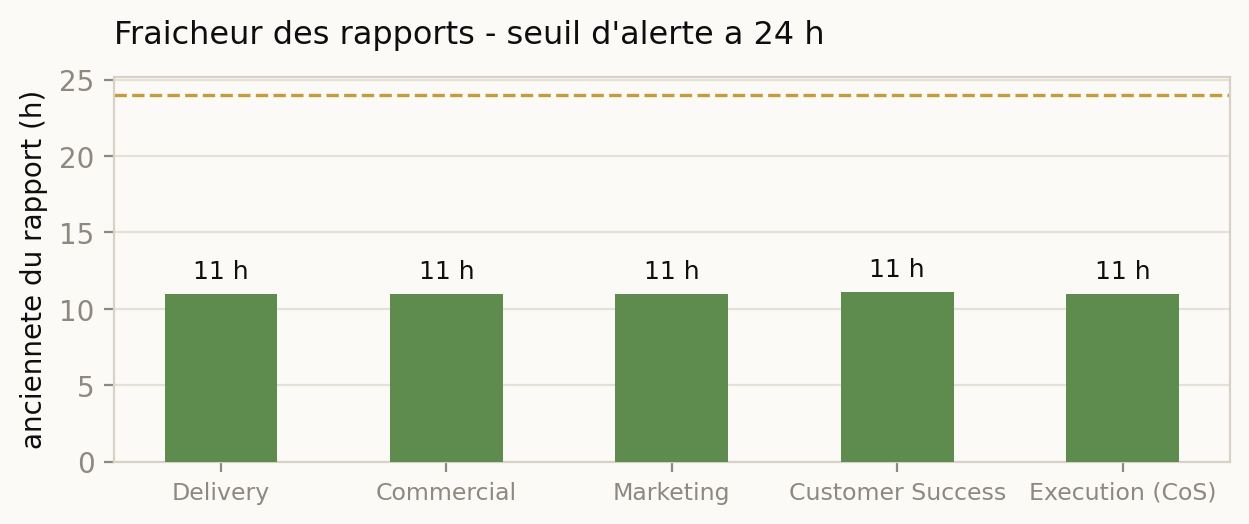 Fraicheur des rapports - seuil d'alerte a 24 h
anciennete du rapport (h)
25
20
15
10
5
0
11 h
11 h
11 h
11 h
11 h
Delivery
Commercial
Marketing
Customer Success
Execution (CoS)